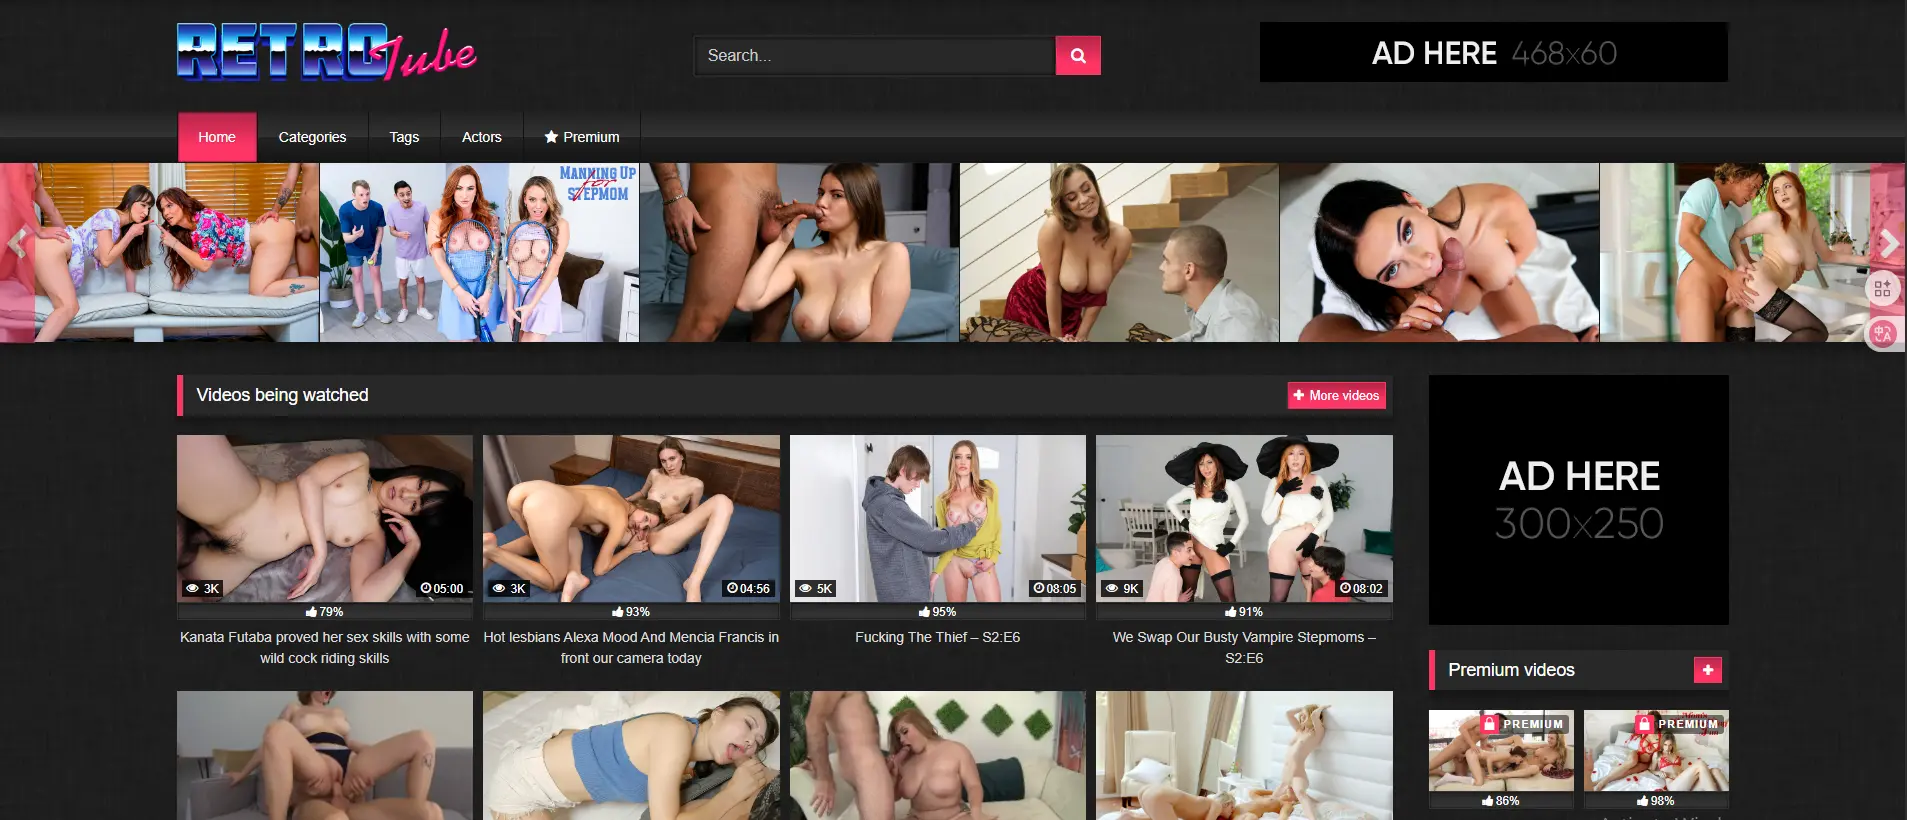 RETROTube
Search...
AD HERE 468x60
Home
Categories
Tags
Actors
Premium
MANNING UP
for
STEPMOM
Videos being watched
More videos
3K
05:00
79%
Kanata Futaba proved her sex skills with some
wild cock riding skills
3K
04:56
93%
Hot lesbians Alexa Mood And Mencia Francis in
front our camera today
5K
08:05
95%
Fucking The Thief – S2:E6
9K
08:02
91%
We Swap Our Busty Vampire Stepmoms –
S2:E6
AD HERE
300x250
Premium videos
PREMIUM
86%
PREMIUM
98%